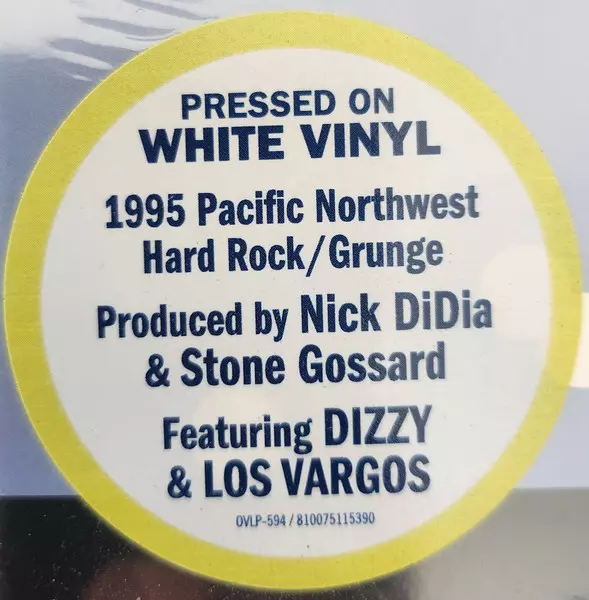 PRESSED ON
WHITE VINYL
1995 Pacific Northwest
Hard Rock/Grunge
Produced by Nick DiDia
& Stone Gossard
Featuring DIZZY
& LOS VARGOS
OVLP-594 / 810075115390